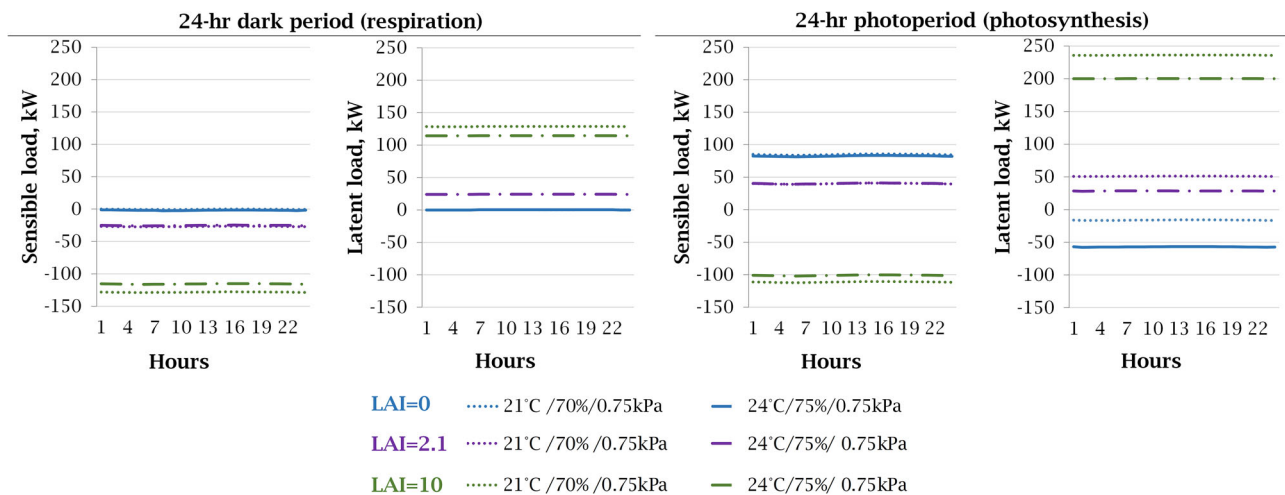 24-hr dark period (respiration)
24-hr photoperiod (photosynthesis)
Sensible load, kW
250
200
150
100
50
0
-50
-100
-150
1 4 7 10 13 16 19 22
Hours
Latent load, kW
250
200
150
100
50
0
-50
-100
-150
1 4 7 10 13 16 19 22
Hours
Sensible load, kW
250
200
150
100
50
0
-50
-100
-150
1 4 7 10 13 16 19 22
Hours
Latent load, kW
250
200
150
100
50
0
-50
-100
-150
1 4 7 10 13 16 19 22
Hours
LAI=0 21°C /70% /0.75kPa 24°C/75%/0.75kPa
LAI=2.1 21°C /70% /0.75kPa 24°C/75%/ 0.75kPa
LAI=10 21°C /70% /0.75kPa 24°C/75%/ 0.75kPa